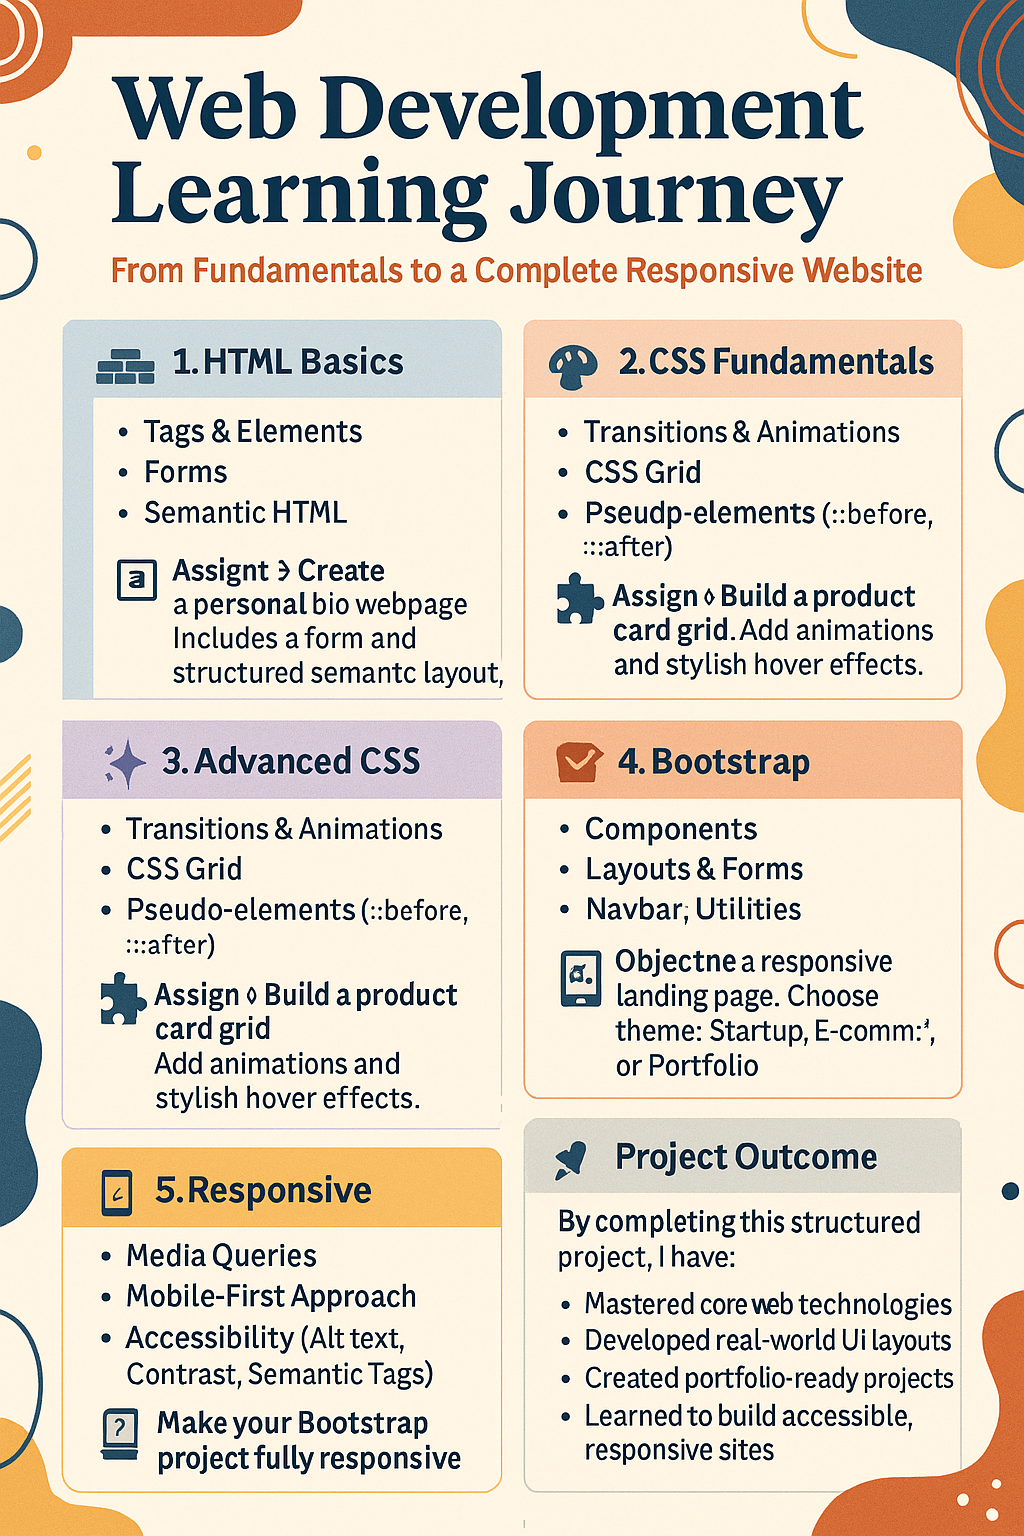 Web Development
Learning Journey
From Fundamentals to a Complete Responsive Website
1. HTML Basics
• Tags & Elements
• Forms
• Semantic HTML
a
Assignt → Create
a personal bio webpage
Includes a form and
structured semantc layout,
2. CSS Fundamentals
• Transitions & Animations
• CSS Grid
• Pseudp-elements (::before,
:::after)
Assign ◊ Build a product
card grid. Add animations
and stylish hover effects.
3. Advanced CSS
• Transitions & Animations
• CSS Grid
• Pseudo-elements (::before,
:::after)
Assign ◊ Build a product
card grid
Add animations and
stylish hover effects.
4. Bootstrap
• Components
• Layouts & Forms
• Navbar; Utilities
Objectne a responsive
landing page. Choose
theme: Startup, E-comm:',
or Portfolio
5. Responsive
• Media Queries
• Mobile-First Approach
• Accessibility (Alt text,
Contrast, Semantic Tags)
?
Make your Bootstrap
project fully responsive
Project Outcome
By completing this structured
project, I have:
• Mastered core web technologies
• Developed real-world Ui layouts
• Created portfolio-ready projects
• Learned to build accessible,
responsive sites